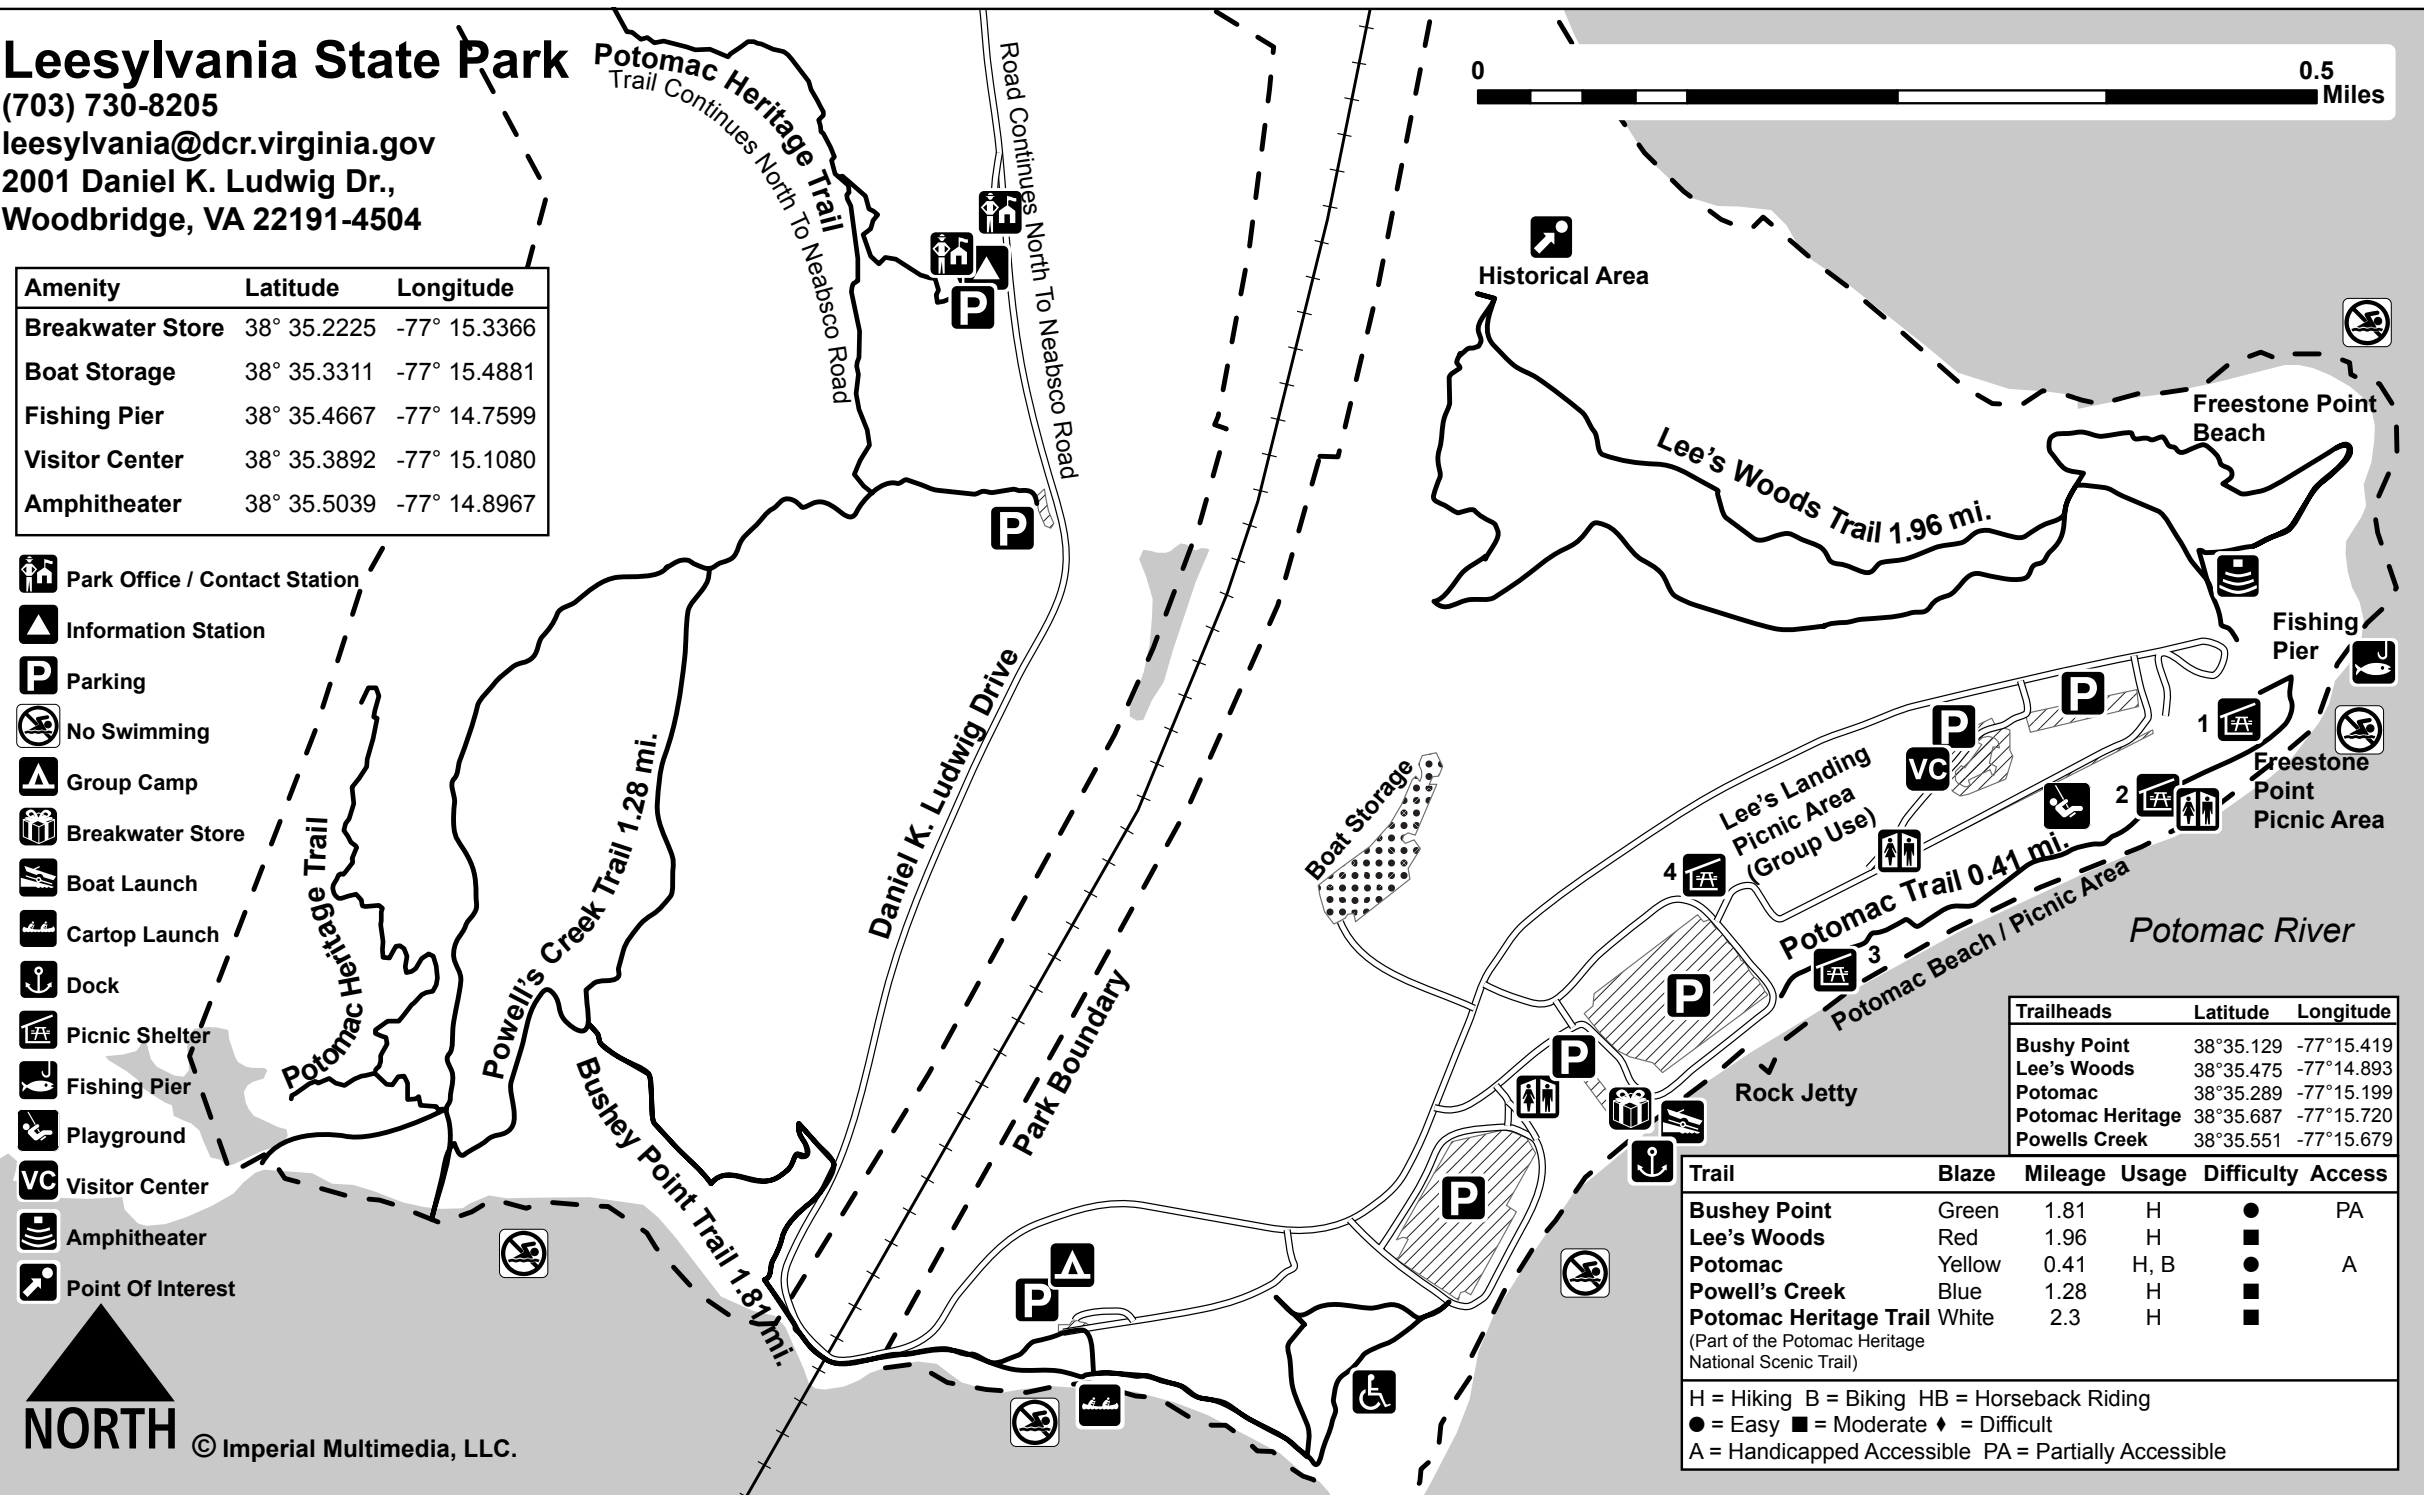 Leesylvania State Park
(703) 730-8205
leesylvania@dcr.virginia.gov
2001 Daniel K. Ludwig Dr.,
Woodbridge, VA 22191-4504
Amenity Latitude Longitude
Breakwater Store 38° 35.2225 -77° 15.3366
Boat Storage 38° 35.3311 -77° 15.4881
Fishing Pier 38° 35.4667 -77° 14.7599
Visitor Center 38° 35.3892 -77° 15.1080
Amphitheater 38° 35.5039 -77° 14.8967
Park Office / Contact Station
Information Station
P Parking
No Swimming
Group Camp
Breakwater Store
Boat Launch
Cartop Launch
Dock
Picnic Shelter
Fishing Pier
Playground
VC Visitor Center
Amphitheater
Point Of Interest
NORTH
© Imperial Multimedia, LLC.
Potomac Heritage Trail
Trail Continues North To Neabsco Road
Road Continues North To Neabsco Road
P
P
Potomac Heritage Trail
Potomac Heritage
Powell's Creek Trail 1.28 mi.
Bushey Point Trail 1.81 mi.
Daniel K. Ludwig Drive
Park Boundary
P
0 0.5
Miles
Historical Area
Lee's Woods Trail 1.96 mi.
Freestone Point
Beach
Fishing
Pier
Boat Storage
Lee's Landing
Picnic Area
(Group Use)
P
P
VC
1
2
3
4
Freestone
Point
Picnic Area
Potomac Trail 0.41 mi.
Potomac Beach / Picnic Area
Potomac River
P
P
P
Rock Jetty
Trailheads Latitude Longitude
Bushy Point 38°35.129 -77°15.419
Lee's Woods 38°35.475 -77°14.893
Potomac 38°35.289 -77°15.199
Potomac Heritage 38°35.687 -77°15.720
Powells Creek 38°35.551 -77°15.679
Trail Blaze Mileage Usage Difficulty Access
Bushey Point Green 1.81 H ● PA
Lee's Woods Red 1.96 H ■
Potomac Yellow 0.41 H, B ● A
Powell's Creek Blue 1.28 H ■
Potomac Heritage Trail White 2.3 H ■
(Part of the Potomac Heritage
National Scenic Trail)
H = Hiking B = Biking HB = Horseback Riding
● = Easy ■ = Moderate ♦ = Difficult
A = Handicapped Accessible PA = Partially Accessible